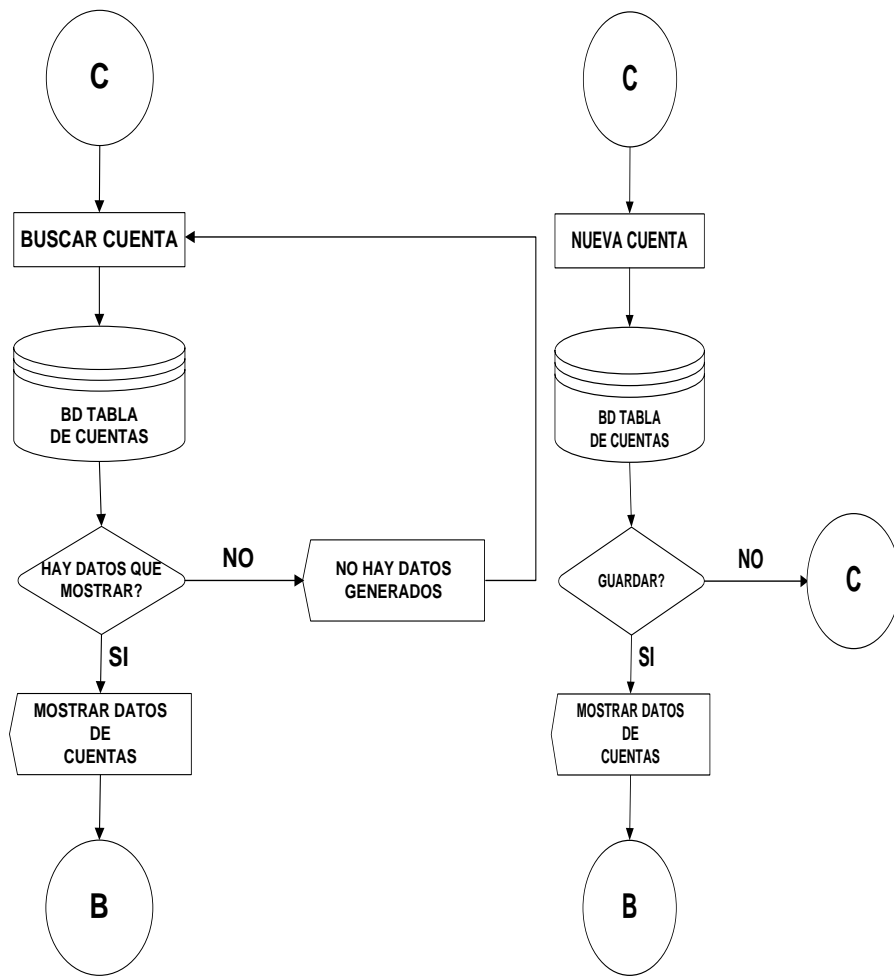 C
BUSCAR CUENTA
BD TABLA
DE CUENTAS
HAY DATOS QUE
MOSTRAR?
NO
NO HAY DATOS
GENERADOS
SI
MOSTRAR DATOS
DE
CUENTAS
B
C
NUEVA CUENTA
BD TABLA
DE CUENTAS
GUARDAR?
NO
C
SI
MOSTRAR DATOS
DE
CUENTAS
B